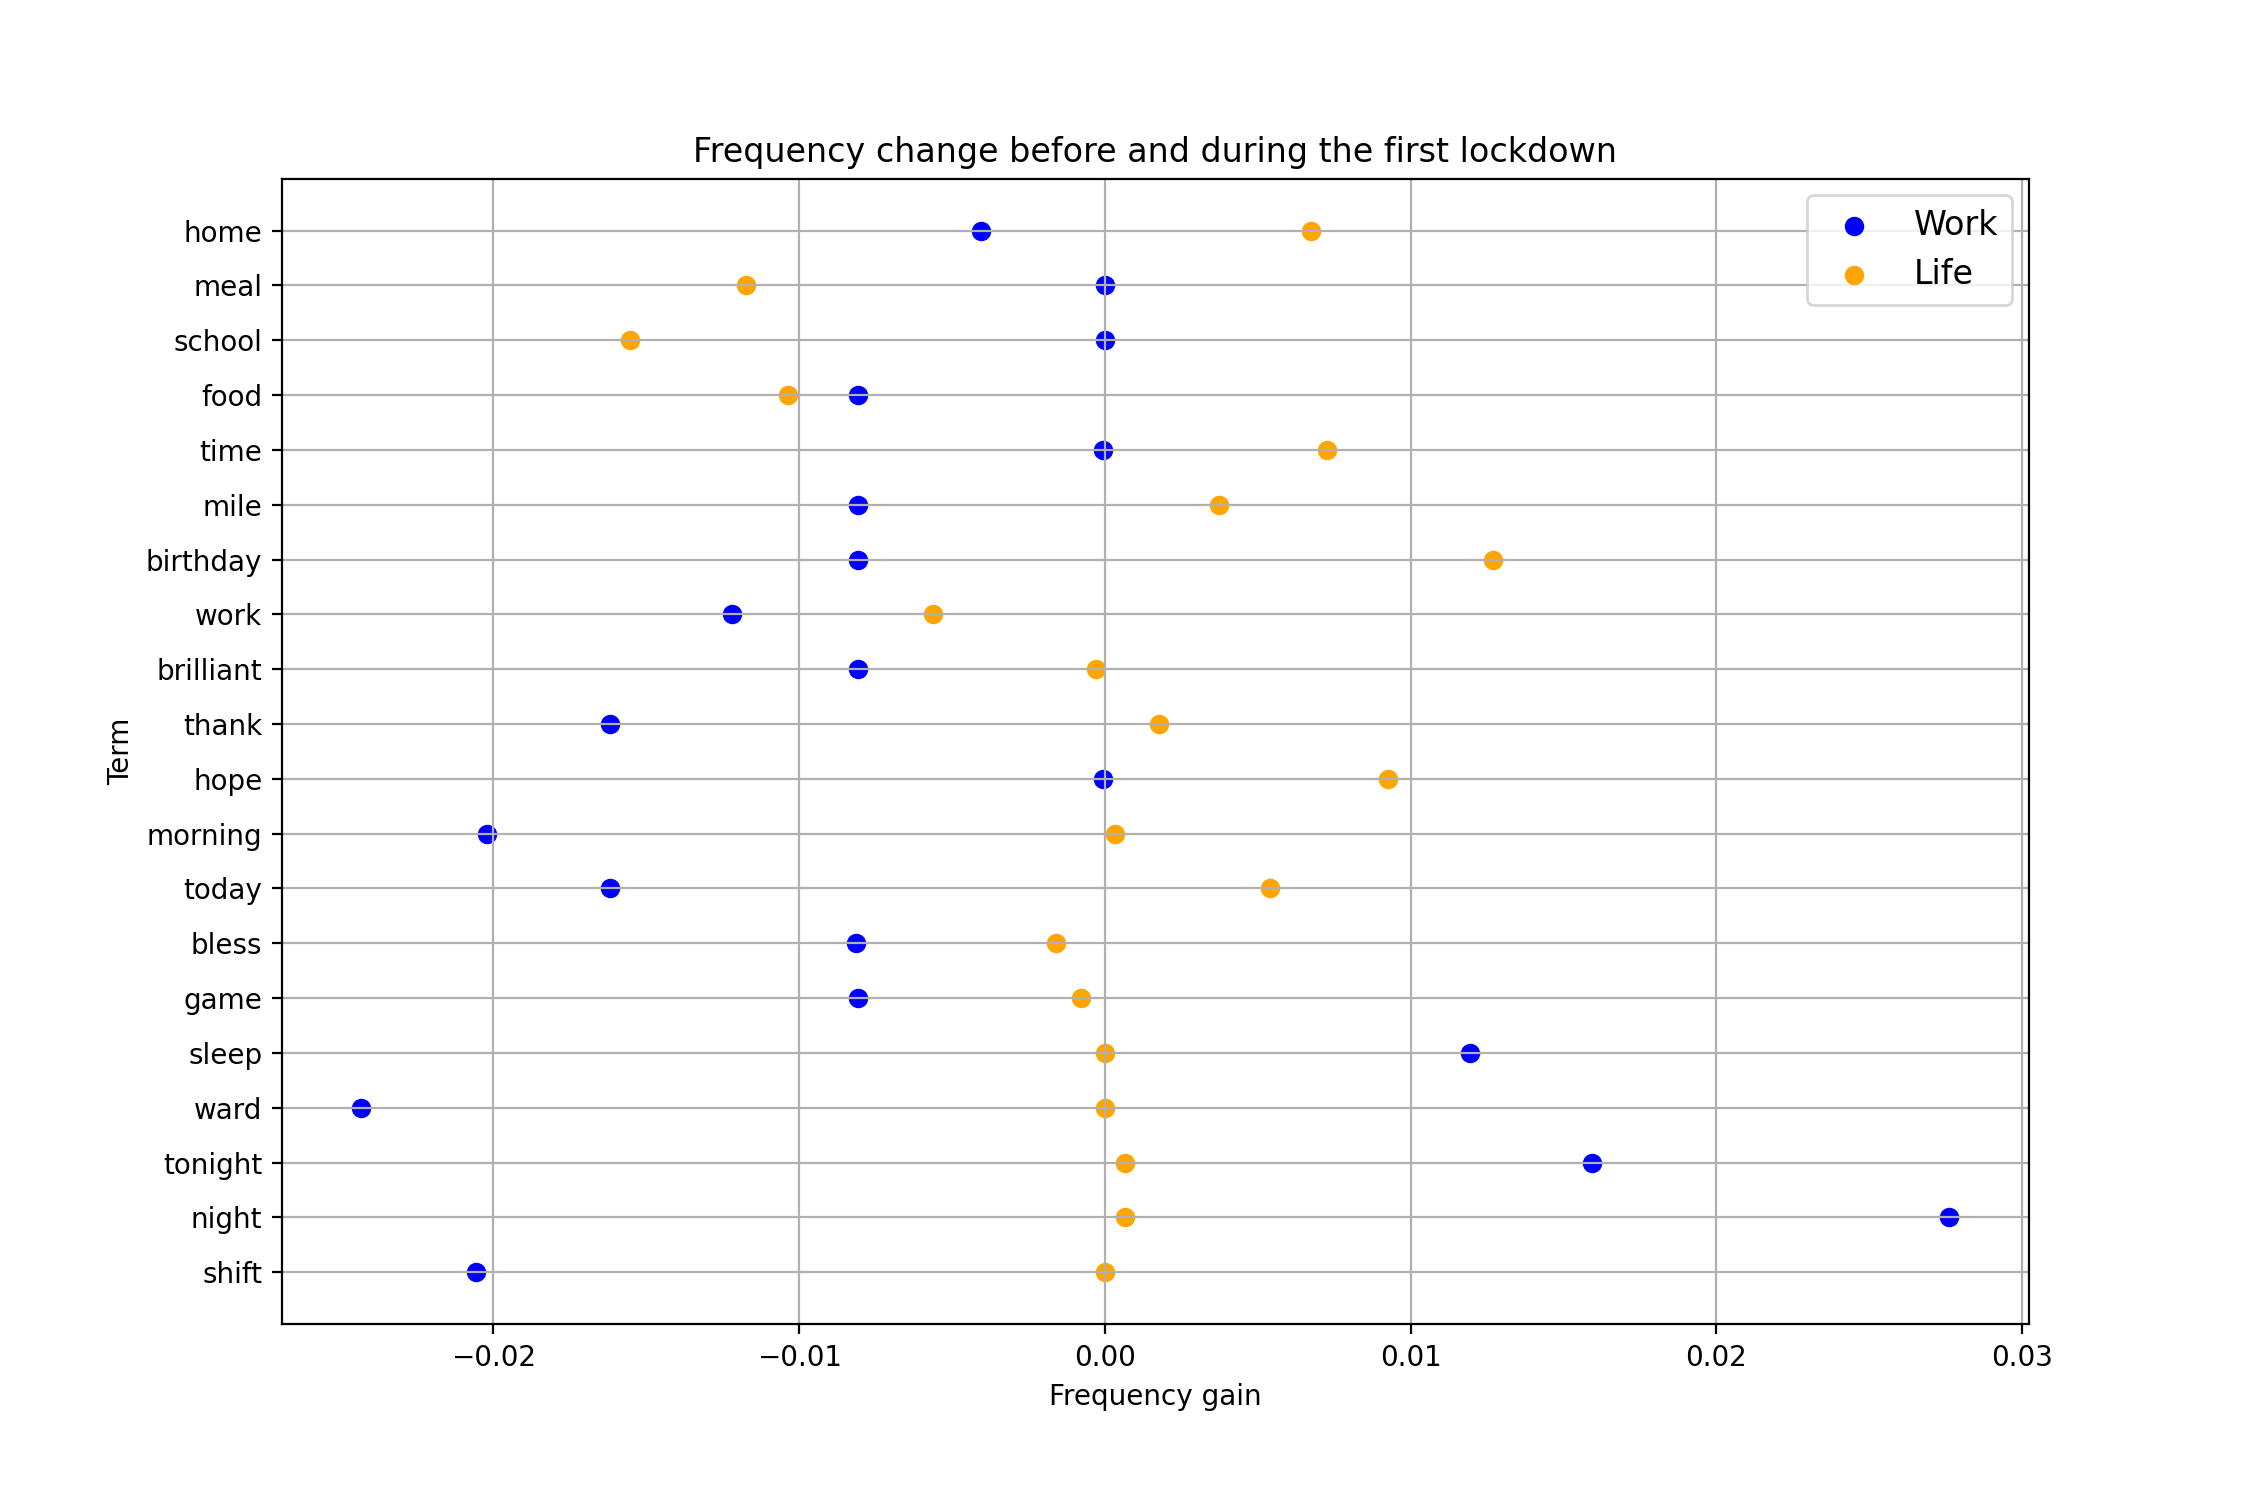 Frequency change before and during the first lockdown
Work
Life
home
meal
school
food
time
mile
birthday
work
brilliant
thank
hope
morning
today
bless
game
sleep
ward
tonight
night
shift
Term
−0.02 −0.01 0.00 0.01 0.02 0.03
Frequency gain